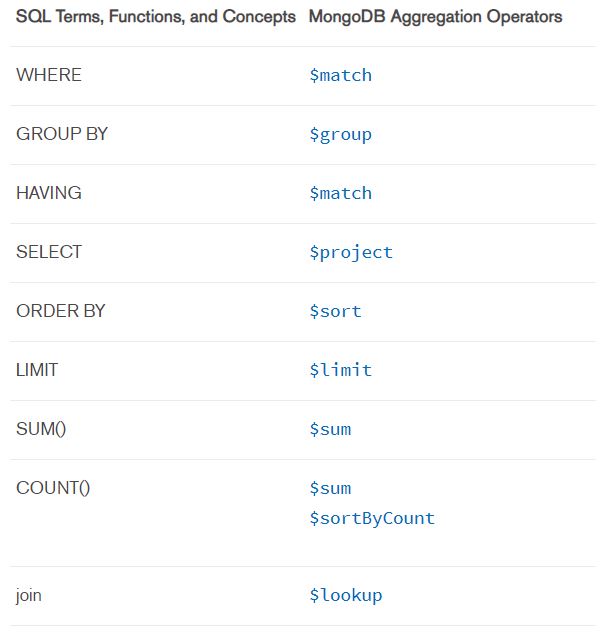 SQL Terms, Functions, and Concepts MongoDB Aggregation Operators
WHERE $match
GROUP BY $group
HAVING $match
SELECT $project
ORDER BY $sort
LIMIT $limit
SUM() $sum
COUNT() $sum
$sortByCount
join $lookup